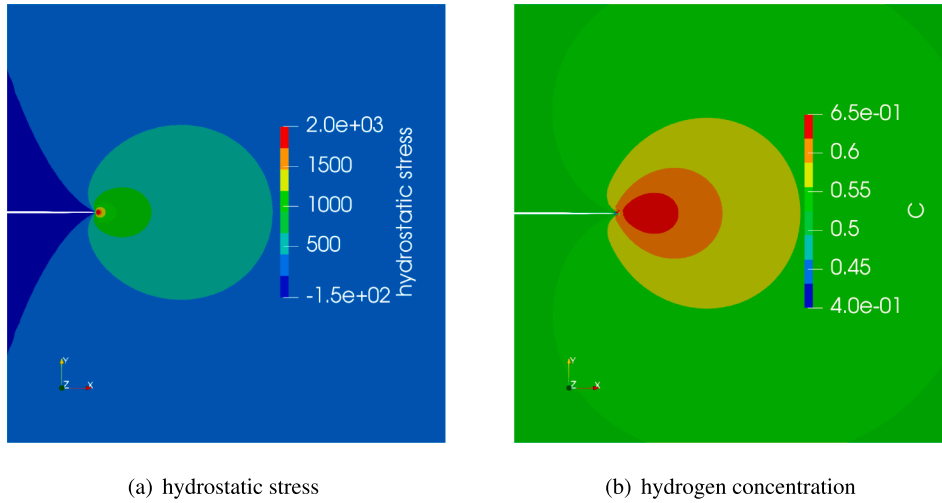 2.0e+03
1500
1000
500
-1.5e+02
hydrostatic stress
Y
Z X
6.5e-01
0.6
0.55
0.5
0.45
4.0e-01
C
Y
Z X
(a) hydrostatic stress
(b) hydrogen concentration